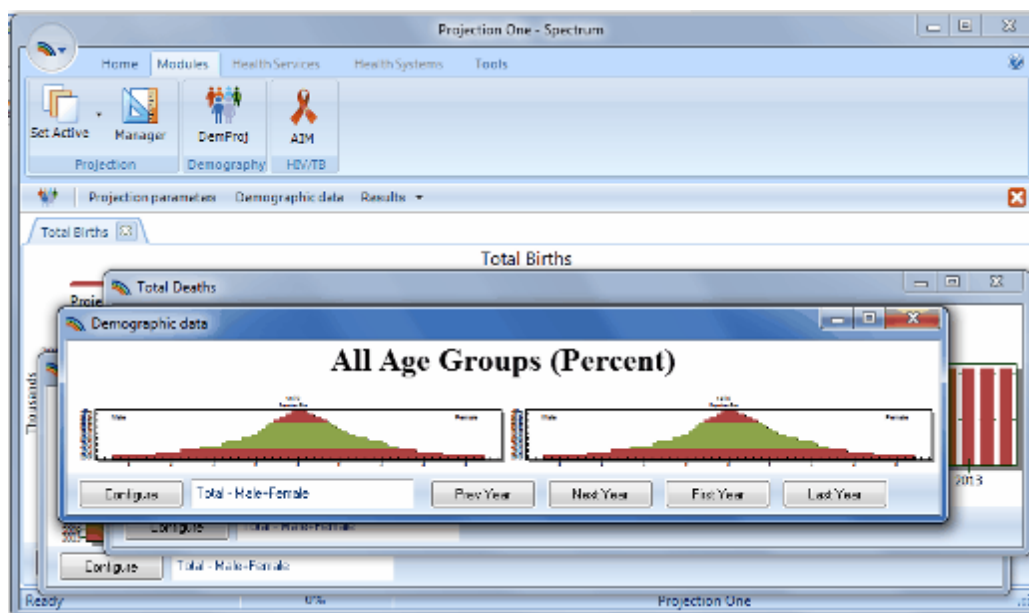 Projection One - Spectrum
Home Modules Health Services Health Systems Tools
Set Active Manager DemProj AIM
Projection Demography HIV/TB
Projection parameters Demographic data Results
Total Births
Total Births
Total Deaths
Proje
Demographic data
All Age Groups (Percent)
Thousands
Male Female Male Female
2013
Configure Total - Male+Female Prev Year Next Year First Year Last Year
Configure Total - Male+Female
Configure Total - Male+Female
Ready 0% Projection One